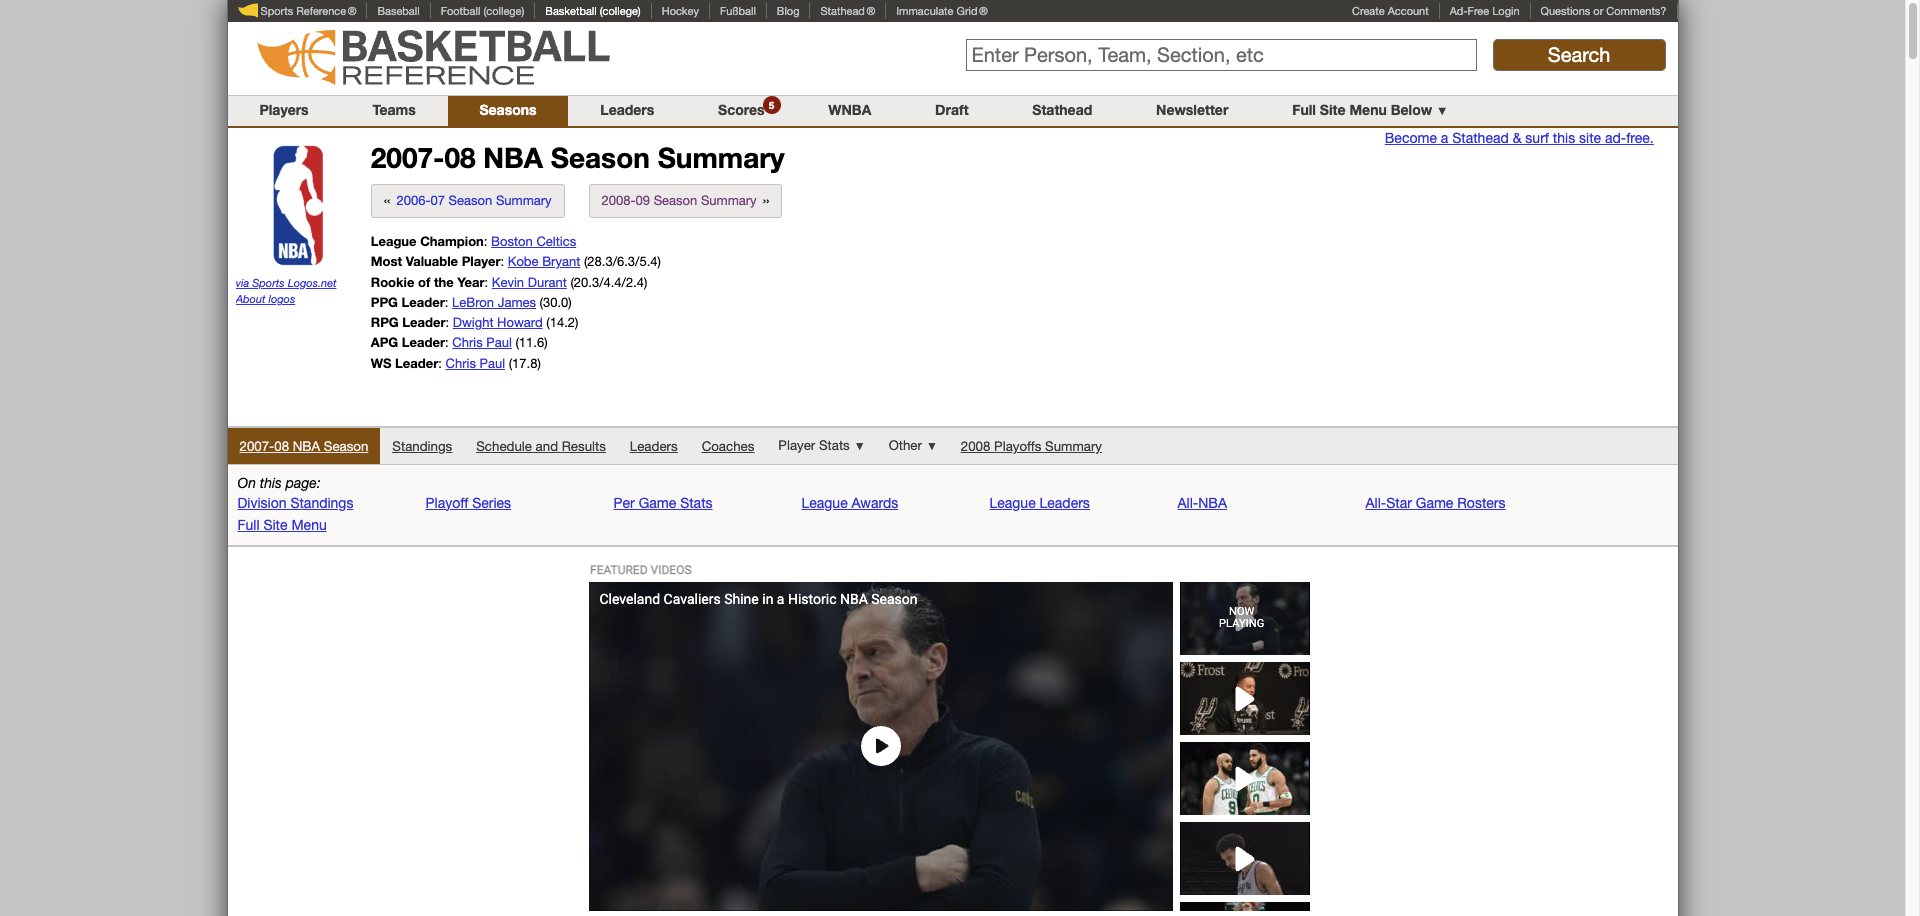 Sports Reference® Baseball Football (college) Basketball (college) Hockey Fußball Blog Stathead® Immaculate Grid® Create Account Ad-Free Login Questions or Comments?
BASKETBALL
REFERENCE
Enter Person, Team, Section, etc Search
Players Teams Seasons Leaders Scores 5 WNBA Draft Stathead Newsletter Full Site Menu Below ▼
Become a Stathead & surf this site ad-free.
NBA
via Sports Logos.net
About logos
2007-08 NBA Season Summary
« 2006-07 Season Summary 2008-09 Season Summary »
League Champion: Boston Celtics
Most Valuable Player: Kobe Bryant (28.3/6.3/5.4)
Rookie of the Year: Kevin Durant (20.3/4.4/2.4)
PPG Leader: LeBron James (30.0)
RPG Leader: Dwight Howard (14.2)
APG Leader: Chris Paul (11.6)
WS Leader: Chris Paul (17.8)
2007-08 NBA Season Standings Schedule and Results Leaders Coaches Player Stats ▼ Other ▼ 2008 Playoffs Summary
On this page:
Division Standings Playoff Series Per Game Stats League Awards League Leaders All-NBA All-Star Game Rosters
Full Site Menu
FEATURED VIDEOS
Cleveland Cavaliers Shine in a Historic NBA Season
NOW
PLAYING
Frost
9
0